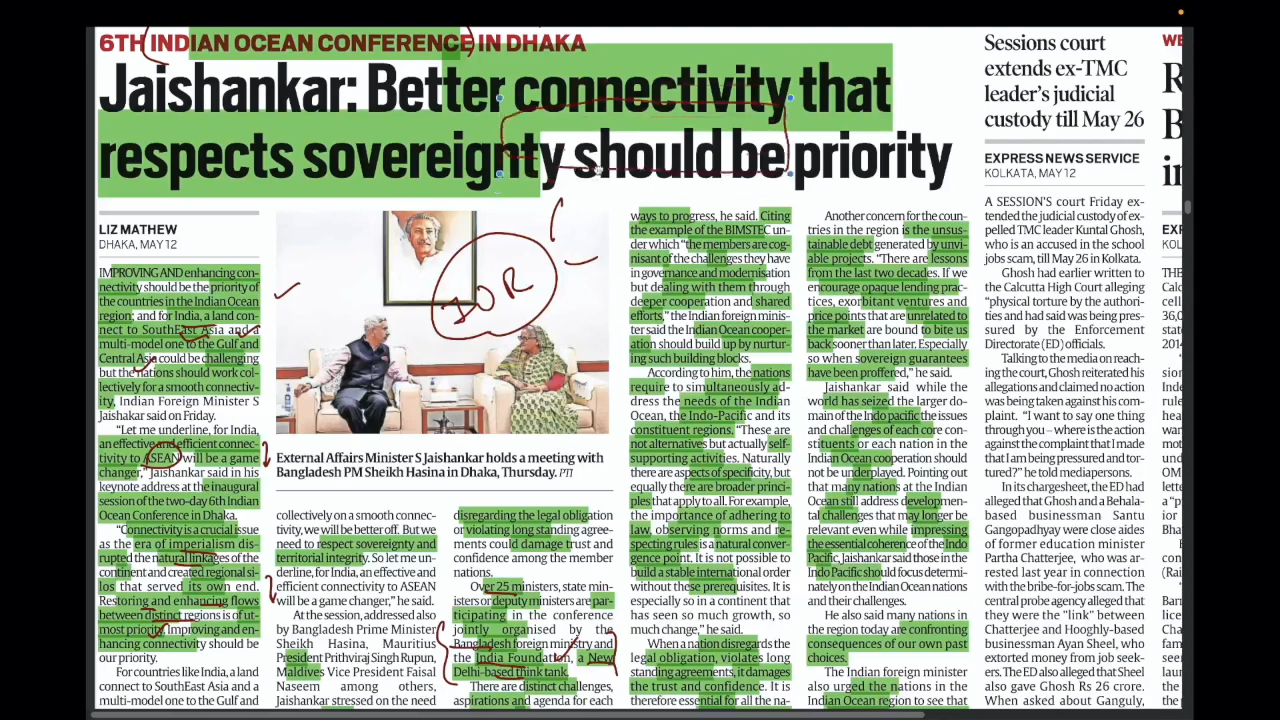 6TH INDIAN OCEAN CONFERENCE IN DHAKA
Jaishankar: Better connectivity that
respects sovereignty should be priority
LIZ MATHEW
DHAKA, MAY 12
IMPROVING AND enhancing con-
nectivity should be the priority of
the countries in the Indian Ocean
region; and for India, a land con-
nect to SouthEast Asia and a
multi-model one to the Gulf and
Central Asia could be challenging
but the nations should work col-
lectively for a smooth connectiv-
ity, Indian Foreign Minister S
Jaishakar said on Friday.
"Let me underline, for India,
an effective and efficient connec-
tivity to ASEAN will be a game
changer," Jaishankar said in his
keynote address at the inaugural
session of the two-day 6th Indian
Ocean Conference in Dhaka.
"Connectivity is a crucial issue
as the era of imperialism dis-
rupted the natural linkages of the
continent and created regional si-
los that served its own end.
Restoring and enhancing flows
between distinct regions is of ut-
most priority. Improving and en-
hancing connectivity should be
our priority.
For countries like India, a land
connect to SouthEast Asia and a
multi-modal one to the Gulf and
IOR
External Affairs Minister S Jaishankar holds a meeting with
Bangladesh PM Sheikh Hasina in Dhaka, Thursday. PTI
collectively on a smooth connec-
tivity, we will be better off. But we
need to respect sovereignty and
territorial integrity. So let me un-
derline, for India, an effective and
efficient connectivity to ASEAN
will be a game changer," he said.
At the session, addressed also
by Bangladesh Prime Minister
Sheikh Hasina, Mauritius
President Prithviraj Singh Rupun,
Maldives Vice President Faisal
Naseem among others,
Jaishankar stressed on the need
disregarding the legal obligation
or violating long standing agree-
ments could damage trust and
confidence among the member
nations.
Over 25 ministers, state min-
isters or deputy ministers are par-
ticipating in the conference
jointly organised by the
Bangladesh foreign ministry and
the India Foundation, a New
Delhi-based think tank.
There are distinct challenges,
aspirations and agenda for each
ways to progress, he said. Citing
the example of the BIMSTEC un-
der which "the members are cog-
nisant of the challenges they have
in governance and modernisation
but dealing with them through
deeper cooperation and shared
efforts," the Indian foreign minis-
ter said the Indian Ocean cooper-
ation should build up by nurtur-
ing such building blocks.
According to him, the nations
require to simultaneously ad-
dress the needs of the Indian
Ocean, the Indo-Pacific and its
constituent regions. "These are
not alternatives but actually self-
supporting activities. Naturally
there are aspects of specificity, but
equally there are broader princi-
ples that apply to all. For example,
the importance of adhering to
law, observing norms and re-
specting rules is a natural conver-
gence point. It is not possible to
build a stable international order
without these prerequisites. It is
especially so in a continent that
has seen so much growth, so
much change," he said.
When a nation disregards the
legal obligation, violates long
standing agreements, it damages
the trust and confidence. It is
therefore essential for all the na-
Another concern for the coun-
tries in the region is the unsus-
tainable debt generated by unvi-
able projects. "There are lessons
from the last two decades. If we
encourage opaque lending prac-
tices, exorbitant ventures and
price points that are unrelated to
the market are bound to bite us
back sooner than later. Especially
so when sovereign guarantees
have been proffered," he said.
Jaishankar said while the
world has seized the larger do-
main of the Indo pacific the issues
and challenges of each core con-
stituents or each nation in the
Indian Ocean cooperation should
not be underplayed. Pointing out
that many nations at the Indian
Ocean still address developmen-
tal challenges that may longer be
relevant even while impressing
the essential coherence of the Indo
Pacific, Jaishankar said those in the
Indo Pacific should focus determi-
nately on the Indian Ocean nations
and their challenges.
He also said many nations in
the region today are confronting
consequences of our own past
choices.
The Indian foreign minister
also urged the nations in the
Indian Ocean region to see that
Sessions court
extends ex-TMC
leader's judicial
custody till May 26
EXPRESS NEWS SERVICE
KOLKATA, MAY 12
A SESSION'S court Friday ex-
tended the judicial custody of ex-
pelled TMC leader Kuntal Ghosh,
who is an accused in the school
jobs scam, till May 26 in Kolkata.
Ghosh had earlier written to
the Calcutta High Court alleging
"physical torture by the authori-
ties and had said was being pres-
sured by the Enforcement
Directorate (ED) officials.
Talking to the media on reach-
ing the court, Ghosh reiterated his
allegations and claimed no action
was being taken against his com-
plaint. "I want to say one thing
through you – where is the action
against the complaint that I made
that I am being pressured and tor-
tured?" he told mediapersons.
In its chargesheet, the ED had
alleged that Ghosh and a Behala-
based businessman Santu
Gangopadhyay were close aides
of former education minister
Partha Chatterjee, who was ar-
rested last year in connection
with the bribe-for-jobs scam. The
central probe agency alleged that
they were the "link" between
Chatterjee and Hooghly-based
businessman Ayan Sheel, who
extorted money from job seek-
ers. The ED also alleged that Sheel
also gave Ghosh Rs 26 crore.
When asked about Ganguly,